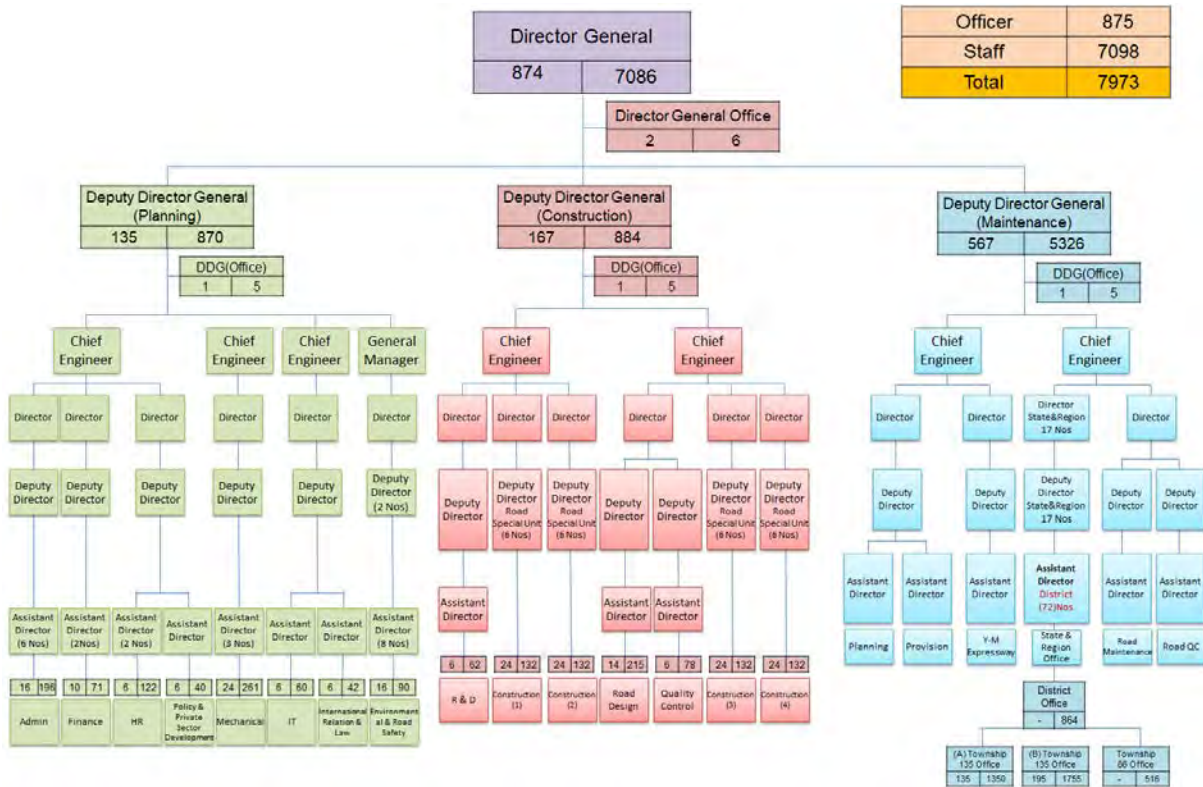 Director General
874 7086
Officer 875
Staff 7098
Total 7973
Director General Office
2 6
Deputy Director General
(Planning)
135 870
Deputy Director General
(Construction)
167 884
Deputy Director General
(Maintenance)
567 5326
DDG(Office)
1 5
DDG(Office)
1 5
DDG(Office)
1 5
Chief
Engineer
Chief
Engineer
Chief
Engineer
General
Manager
Chief
Engineer
Chief
Engineer
Chief
Engineer
Chief
Engineer
Director
Director
Director
Director
Director
Director
Director
Director
Director
Director
Director
Director
Director
Director
State&Region
17 Nos
Director
Deputy
Director
Deputy
Director
Deputy
Director
Deputy
Director
Deputy
Director
Deputy
Director
(2 Nos)
Deputy
Director
Deputy
Director
Road
Special Unit
(6 Nos)
Deputy
Director
Road
Special Unit
(6 Nos)
Deputy
Director
Deputy
Director
Deputy
Director
Road
Special Unit
(6 Nos)
Deputy
Director
Road
Special Unit
(6 Nos)
Deputy
Director
Deputy
Director
Deputy
Director
State&Region
17 Nos
Deputy
Director
Deputy
Director
Assistant
Director
(6 Nos)
Assistant
Director
(2Nos)
Assistant
Director
(2 Nos)
Assistant
Director
Assistant
Director
(3 Nos)
Assistant
Director
Assistant
Director
Assistant
Director
(8 Nos)
Assistant
Director
Assistant
Director
Assistant
Director
Assistant
Director
Assistant
Director
Assistant
Director
Assistant
Director
District
(72)Nos
Assistant
Director
Assistant
Director
16 196
10 71
6 122
6 40
24 261
6 60
6 42
16 90
6 62
24 132
24 132
14 215
6 78
24 132
24 132
Admin
Finance
HR
Policy &
Private
Sector
Development
Mechanical
IT
International
Relation &
Law
Environment
al & Road
Safety
R & D
Construction
(1)
Construction
(2)
Road
Design
Quality
Control
Construction
(3)
Construction
(4)
Planning
Provision
Y-M
Expressway
State &
Region
Office
Road
Maintenance
Road QC
District
Office
- 864
(A) Township
135 Office
135 1350
(B) Township
135 Office
195 1755
Township
86 Office
- 516